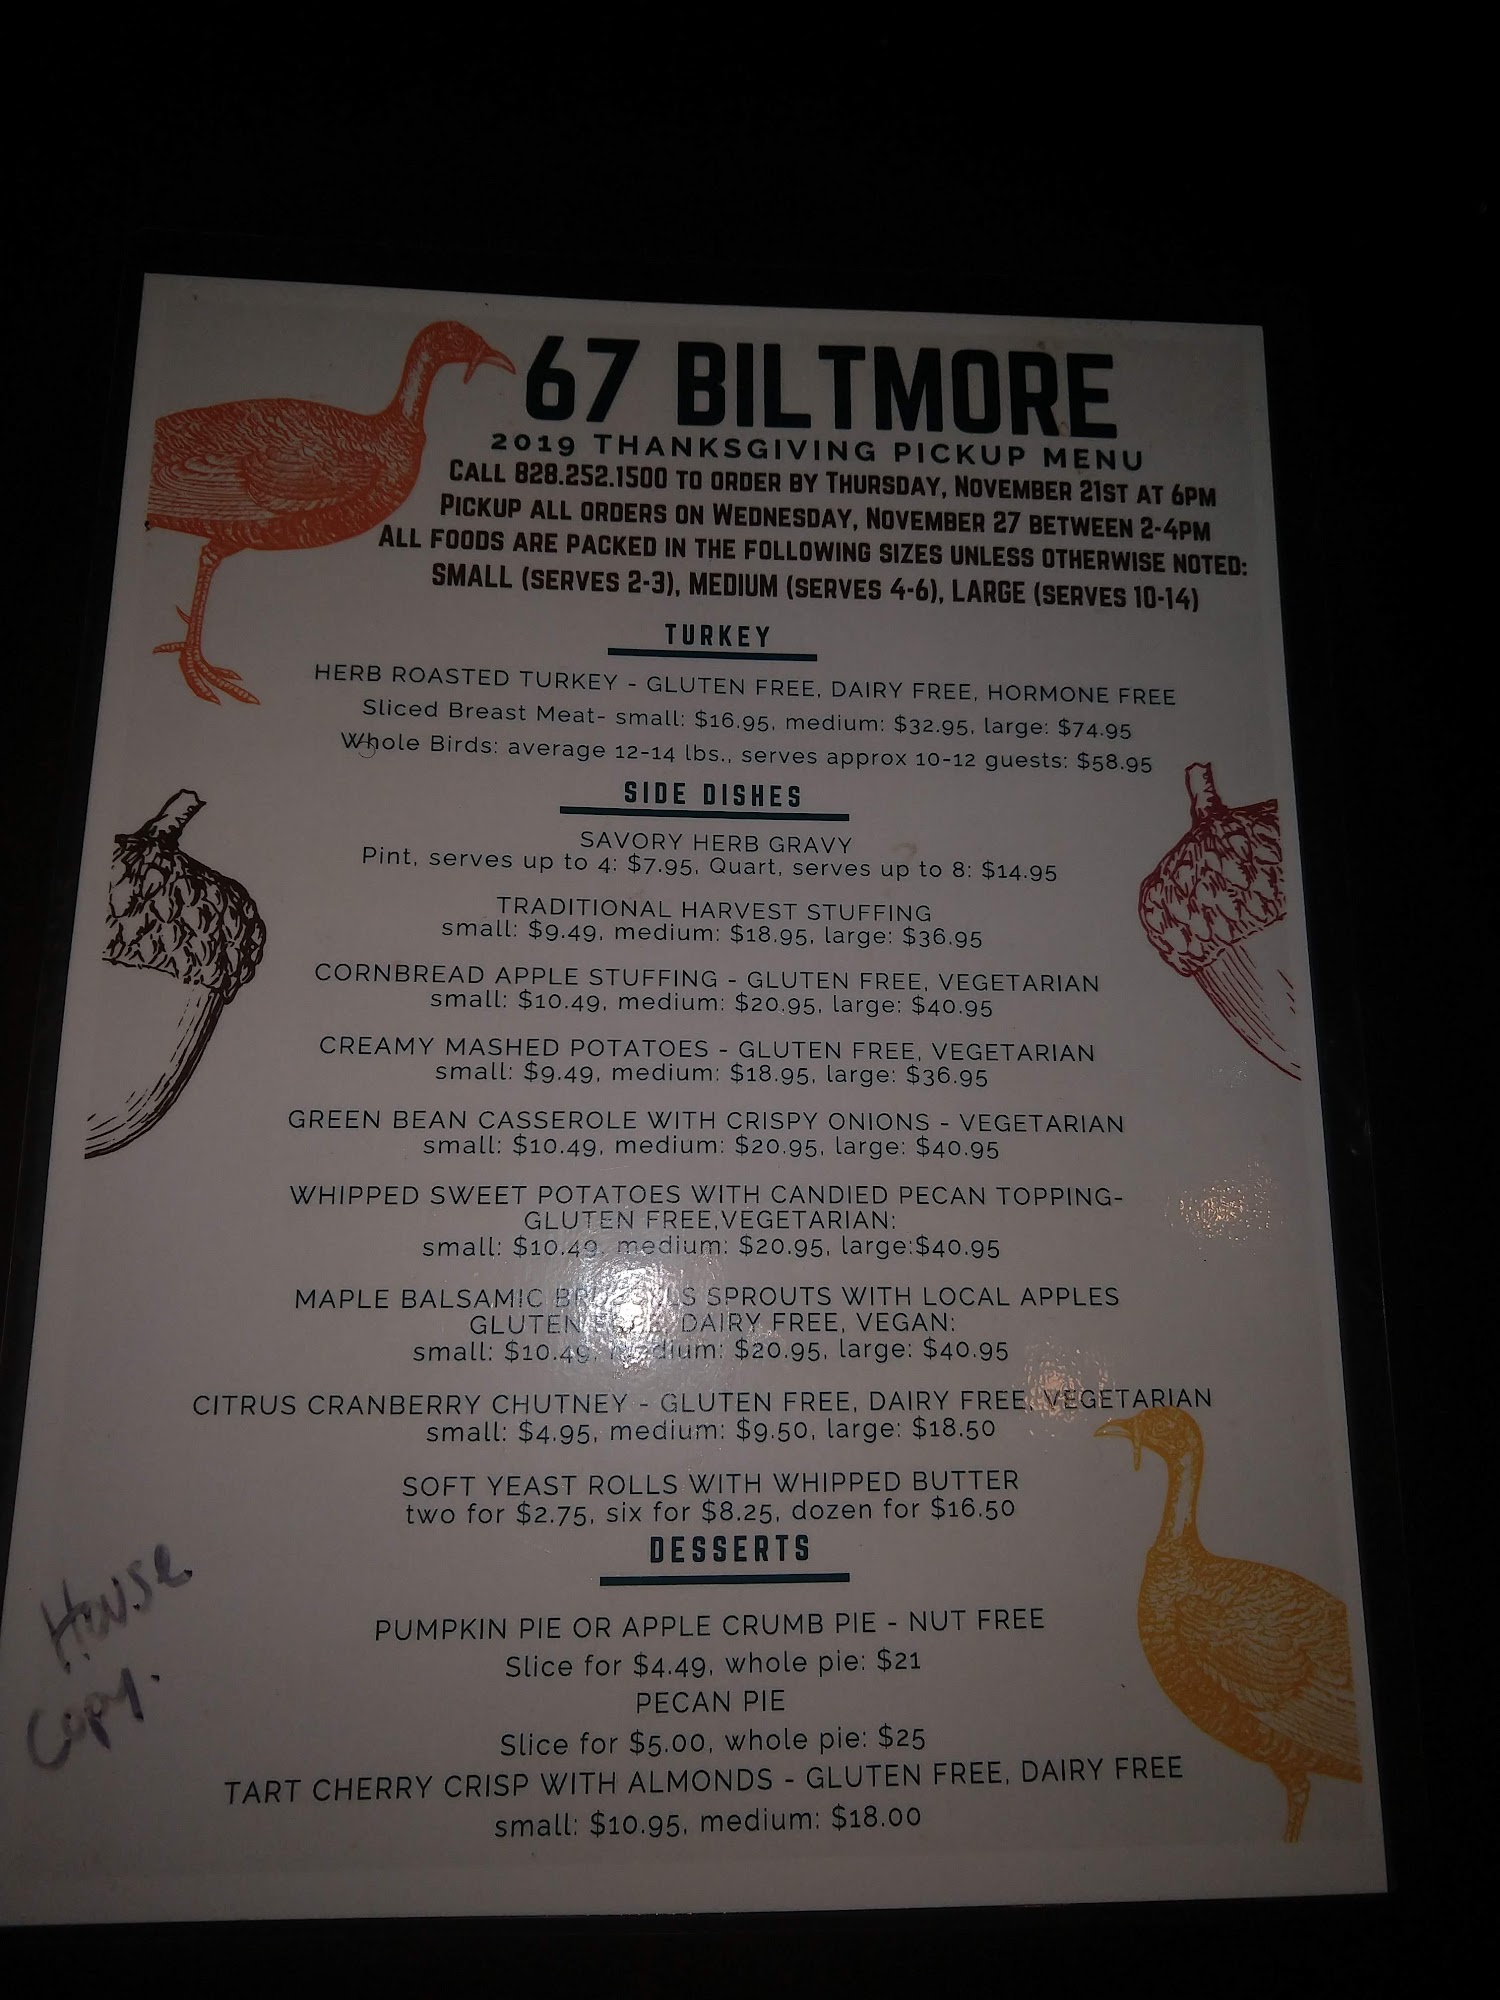 67 BILTMORE
2019 THANKSGIVING PICKUP MENU
CALL 828.252.1500 TO ORDER BY THURSDAY, NOVEMBER 21ST AT 6PM
PICKUP ALL ORDERS ON WEDNESDAY, NOVEMBER 27 BETWEEN 2-4PM
ALL FOODS ARE PACKED IN THE FOLLOWING SIZES UNLESS OTHERWISE NOTED:
SMALL (SERVES 2-3), MEDIUM (SERVES 4-6), LARGE (SERVES 10-14)
TURKEY
HERB ROASTED TURKEY - GLUTEN FREE, DAIRY FREE, HORMONE FREE
Sliced Breast Meat- small: $16.95, medium: $32.95, large: $74.95
Whole Birds: average 12-14 lbs., serves approx 10-12 guests: $58.95
SIDE DISHES
SAVORY HERB GRAVY
Pint, serves up to 4: $7.95, Quart, serves up to 8: $14.95
TRADITIONAL HARVEST STUFFING
small: $9.49, medium: $18.95, large: $36.95
CORNBREAD APPLE STUFFING - GLUTEN FREE, VEGETARIAN
small: $10.49, medium: $20.95, large: $40.95
CREAMY MASHED POTATOES - GLUTEN FREE, VEGETARIAN
small: $9.49, medium: $18.95, large: $36.95
GREEN BEAN CASSEROLE WITH CRISPY ONIONS - VEGETARIAN
small: $10.49, medium: $20.95, large: $40.95
WHIPPED SWEET POTATOES WITH CANDIED PECAN TOPPING-
GLUTEN FREE,VEGETARIAN:
small: $10.49, medium: $20.95, large:$40.95
MAPLE BALSAMIC BRUSSELS SPROUTS WITH LOCAL APPLES
GLUTEN FREE, DAIRY FREE, VEGAN:
small: $10.49, medium: $20.95, large: $40.95
CITRUS CRANBERRY CHUTNEY - GLUTEN FREE, DAIRY FREE, VEGETARIAN
small: $4.95, medium: $9.50, large: $18.50
SOFT YEAST ROLLS WITH WHIPPED BUTTER
two for $2.75, six for $8.25, dozen for $16.50
DESSERTS
PUMPKIN PIE OR APPLE CRUMB PIE - NUT FREE
Slice for $4.49, whole pie: $21
PECAN PIE
Slice for $5.00, whole pie: $25
TART CHERRY CRISP WITH ALMONDS - GLUTEN FREE, DAIRY FREE
small: $10.95, medium: $18.00
House
Copy.